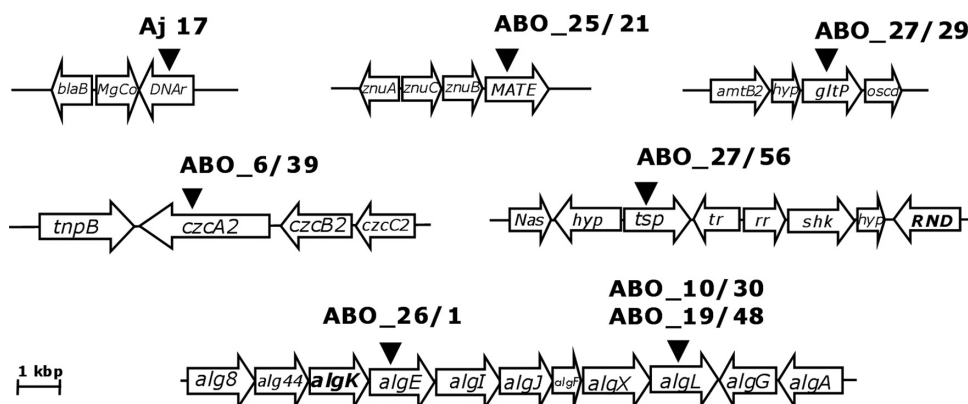 Aj 17
ABO_25/21
ABO_27/29
blaB MgCo DNAr
znuA znuC znuB MATE
amtB2 hyp gltP oscd
ABO_6/39
ABO_27/56
tnpB czcA2 czcB2 czcC2
Nas hyp tsp tr rr shk hyp RND
ABO_10/30
ABO_26/1
ABO_19/48
1 kbp
alg8 alg44 algK algE algI algJ algF algX algL algG algA